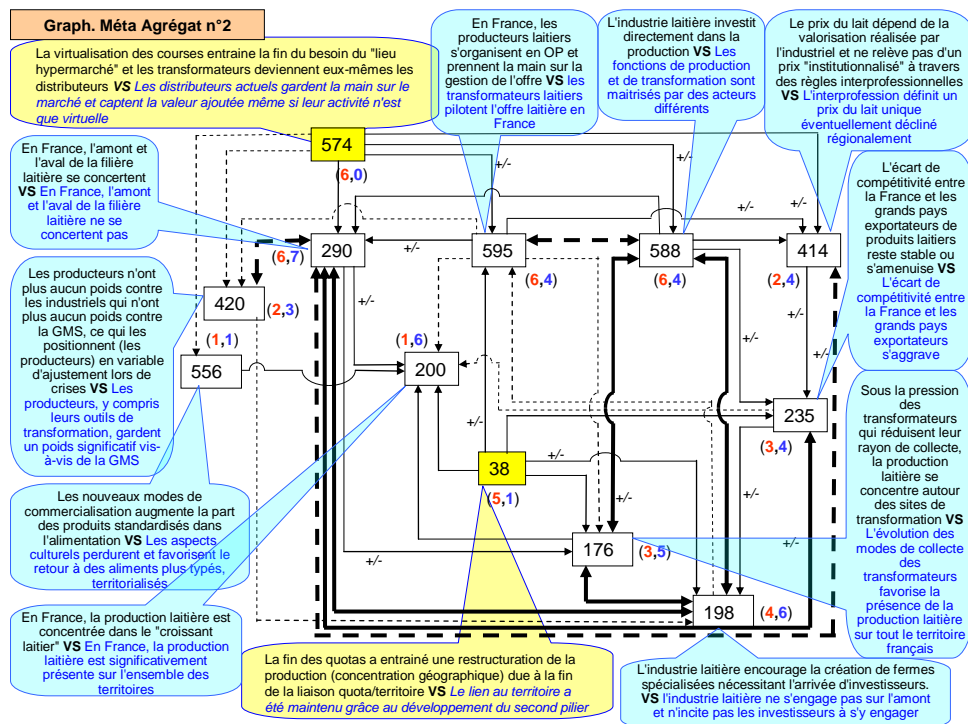 Graph. Méta Agrégat n°2
La virtualisation des courses entraine la fin du besoin du "lieu
hypermarché" et les transformateurs deviennent eux-mêmes les
distributeurs VS Les distributeurs actuels gardent la main sur le
marché et captent la valeur ajoutée même si leur activité n'est
que virtuelle
En France, les
producteurs laitiers
s'organisent en OP et
prennent la main sur la
gestion de l'offre VS les
transformateurs laitiers
pilotent l'offre laitière en
France
L'industrie laitière investit
directement dans la
production VS Les
fonctions de production
et de transformation sont
maitrisés par des acteurs
différents
Le prix du lait dépend de la
valorisation réalisée par
l'industriel et ne relève pas d'un
prix "institutionnalisé" à travers
des règles interprofessionnelles
VS L'interprofession définit un
prix du lait unique
éventuellement décliné
régionalement
En France, l'amont et
l'aval de la filière
laitière se concertent
VS En France, l'amont
et l'aval de la filière
laitière ne se
concertent pas
574
(6,0)
+/-
+/-
+/-
L'écart de
compétitivité entre
la France et les
grands pays
exportateurs de
produits laitiers
reste stable ou
s'amenuise VS
L'écart de
compétitivité entre
la France et les
grands pays
exportateurs
s'aggrave
+/-
290
+/-
595
588
+/-
414
(6,7)
(6,4)
(6,4)
(2,4)
Les producteurs n'ont
plus aucun poids contre
les industriels qui n'ont
plus aucun poids contre
la GMS, ce qui les
positionnent (les
producteurs) en variable
d'ajustement lors de
crises VS Les
producteurs, y compris
leurs outils de
transformation, gardent
un poids significatif vis-
à-vis de la GMS
420
(2,3)
+/-
+/-
(1,1)
(1,6)
556
200
235
(3,4)
Sous la pression
des
transformateurs
qui réduisent leur
rayon de collecte,
la production
laitière se
concentre autour
des sites de
transformation VS
L'évolution des
modes de collecte
des
transformateurs
favorise la
présence de la
production laitière
sur tout le territoire
français
+/-
38
(5,1)
+/-
+/-
Les nouveaux modes de
commercialisation augmente la
part des produits standardisés dans
l'alimentation VS Les aspects
culturels perdurent et favorisent le
retour à des aliments plus typés,
territorialisés
176
(3,5)
+/-
+/-
198
(4,6)
En France, la production laitière est
concentrée dans le "croissant
laitier" VS En France, la production
laitière est significativement
présente sur l'ensemble des
territoires
La fin des quotas a entrainé une restructuration de la
production (concentration géographique) due à la fin
de la liaison quota/territoire VS Le lien au territoire a
été maintenu grâce au développement du second pilier
L'industrie laitière encourage la création de fermes
spécialisées nécessitant l'arrivée d'investisseurs.
VS l'industrie laitière ne s'engage pas sur l'amont
et n'incite pas les investisseurs à s'y engager